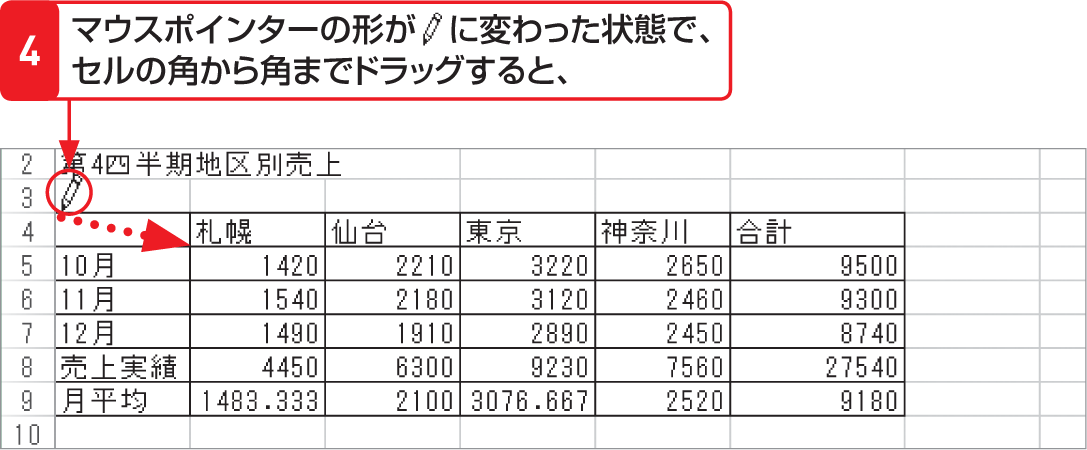 4
マウスポインターの形が に変わった状態で、
セルの角から角までドラッグすると、
2 第4四半期地区別売上
3
4 札幌 仙台 東京 神奈川 合計
5 10月 1420 2210 3220 2650 9500
6 11月 1540 2180 3120 2460 9300
7 12月 1490 1910 2890 2450 8740
8 売上実績 4450 6300 9230 7560 27540
9 月平均 1483.333 2100 3076.667 2520 9180
10